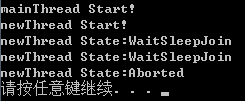 mainThread Start!
newThread Start!
newThread State:WaitSleepJoin
newThread State:WaitSleepJoin
newThread State:Aborted
请按任意键继续. . .